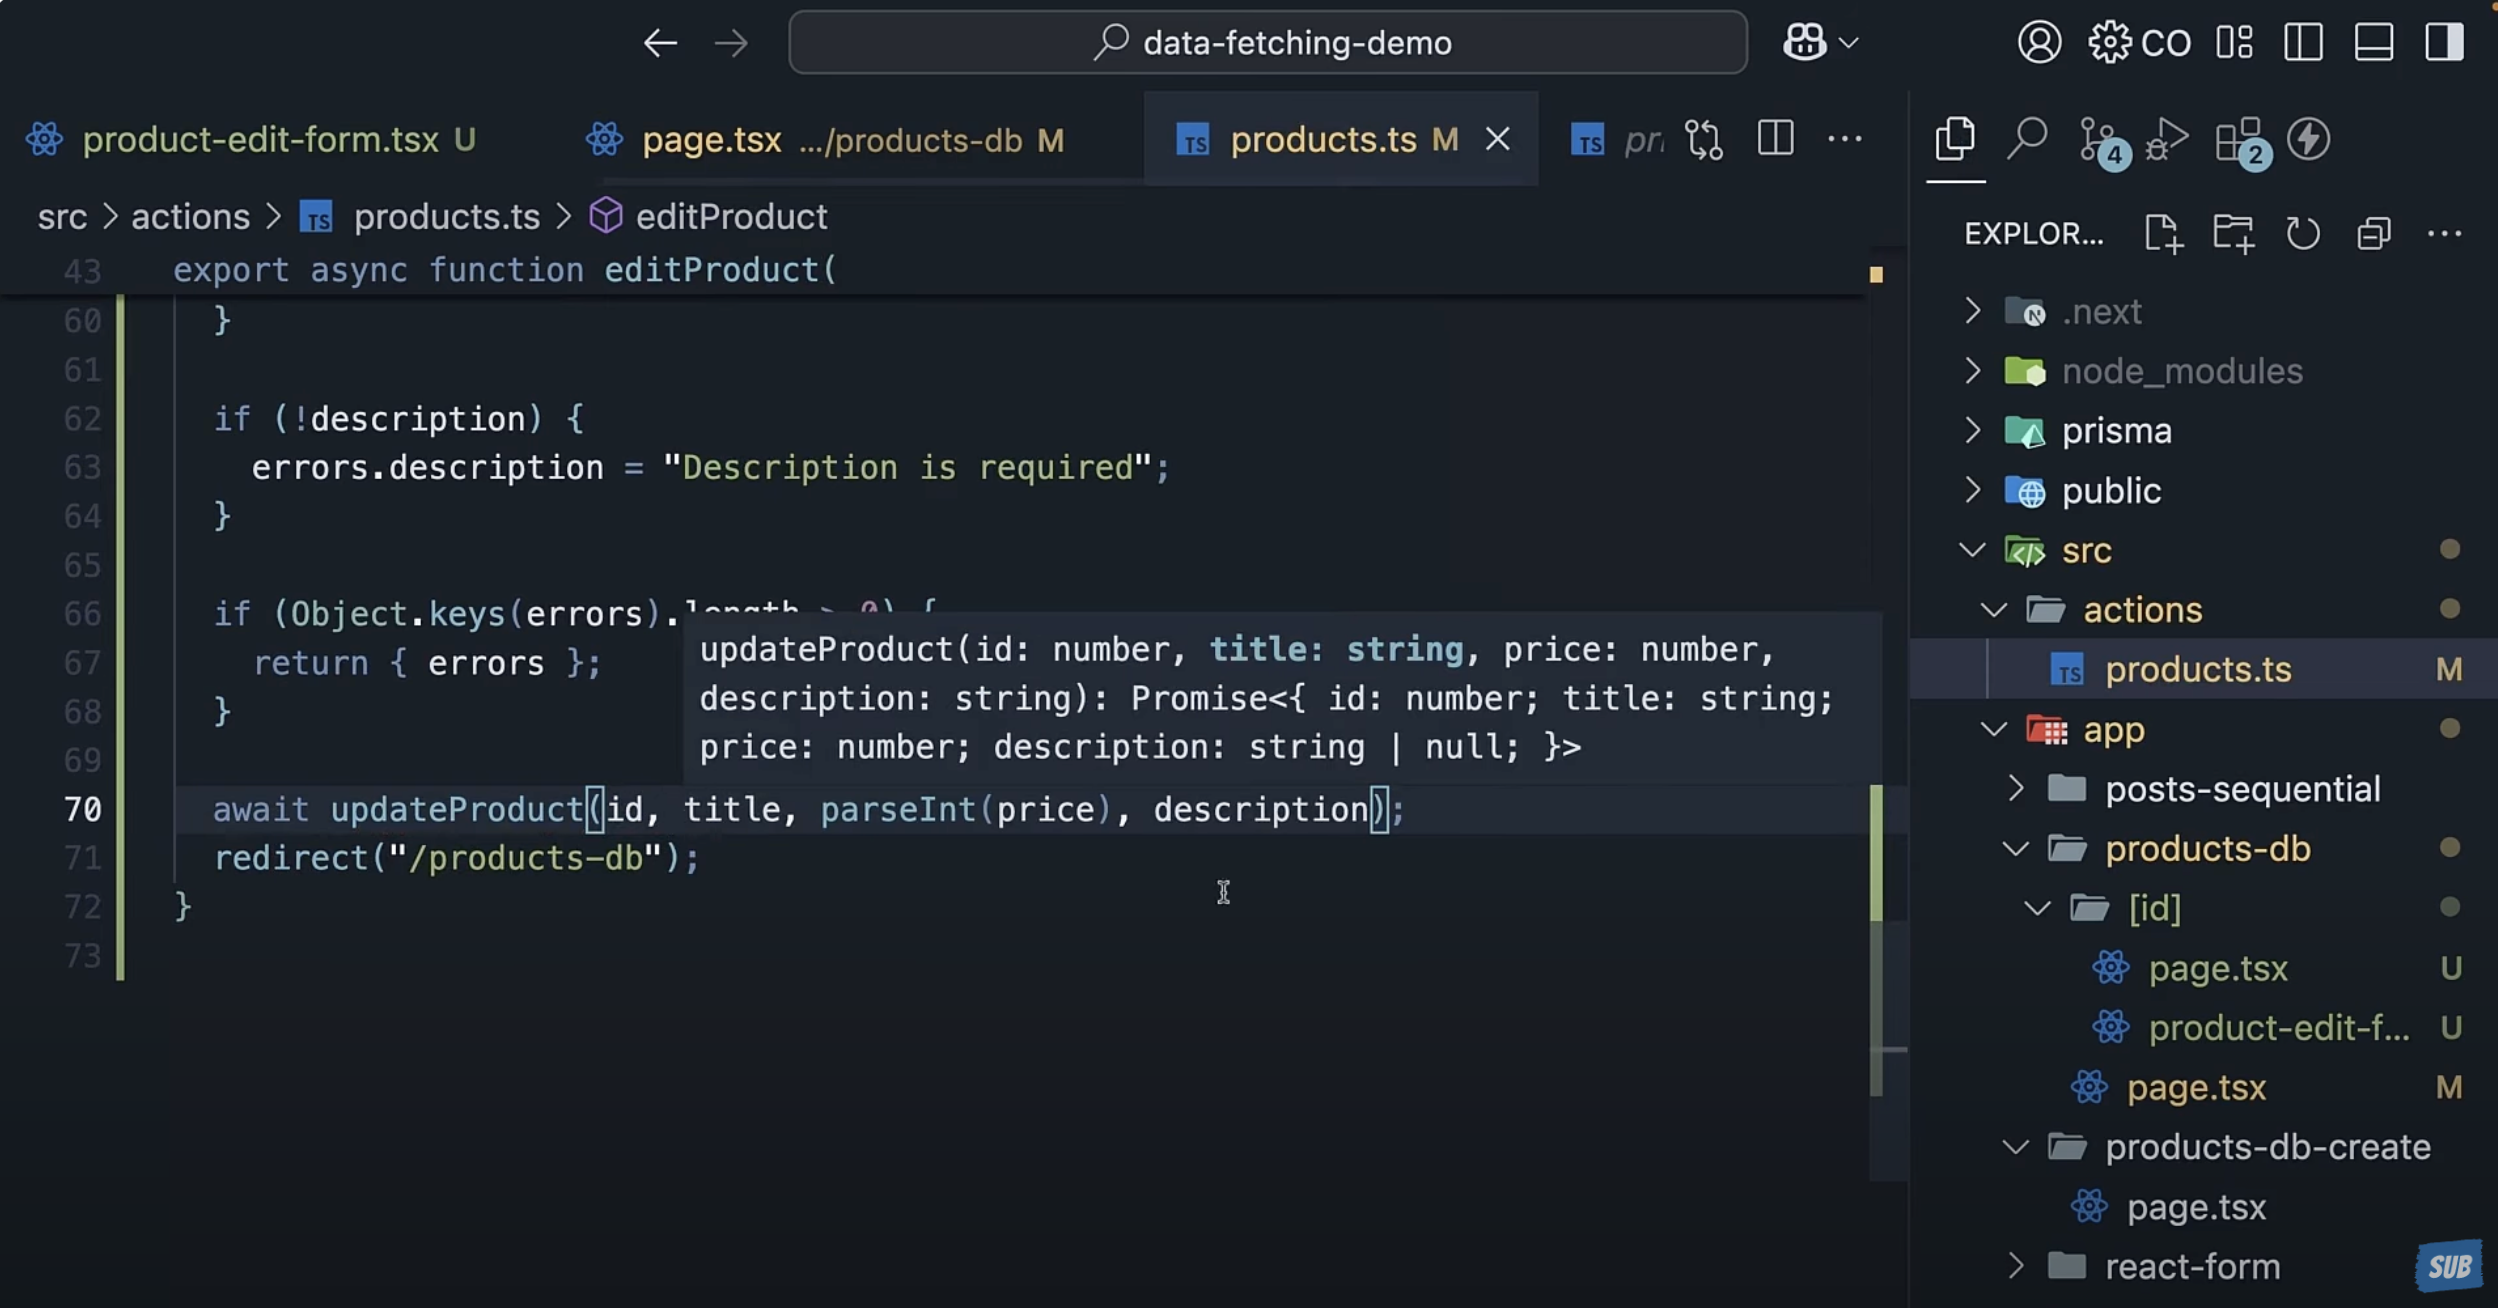 data-fetching-demo
CO
product-edit-form.tsx U
page.tsx .../products-db M
products.ts M
EXPLOR...
src > actions > TS products.ts > editProduct
43 export async function editProduct(
60 }
61
62 if (!description) {
63 errors.description = "Description is required";
64 }
65
66 if (Object.keys(errors).length > 0) {
67 return { errors };
68 }
69
updateProduct(id: number, title: string, price: number,
description: string): Promise<{ id: number; title: string;
price: number; description: string | null; }>
70 await updateProduct(id, title, parseInt(price), description);
71 redirect("/products-db");
72 }
73
4
2
.next
node_modules
prisma
public
src
actions
TS products.ts M
app
posts-sequential
products-db
[id]
page.tsx U
product-edit-f... U
page.tsx M
products-db-create
page.tsx
react-form
SUB